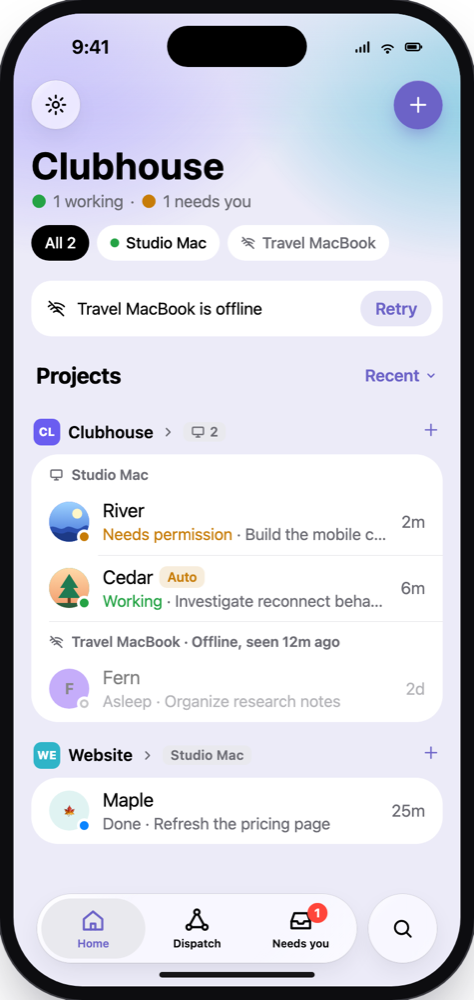 9:41
Clubhouse
1 working · 1 needs you
All 2 Studio Mac Travel MacBook
Travel MacBook is offline Retry
Projects Recent
CL Clubhouse 2
Studio Mac
River
Needs permission · Build the mobile c... 2m
Cedar Auto
Working · Investigate reconnect beha... 6m
Travel MacBook · Offline, seen 12m ago
F Fern
Asleep · Organize research notes 2d
WE Website Studio Mac
Maple
Done · Refresh the pricing page 25m
1
Home Dispatch Needs you